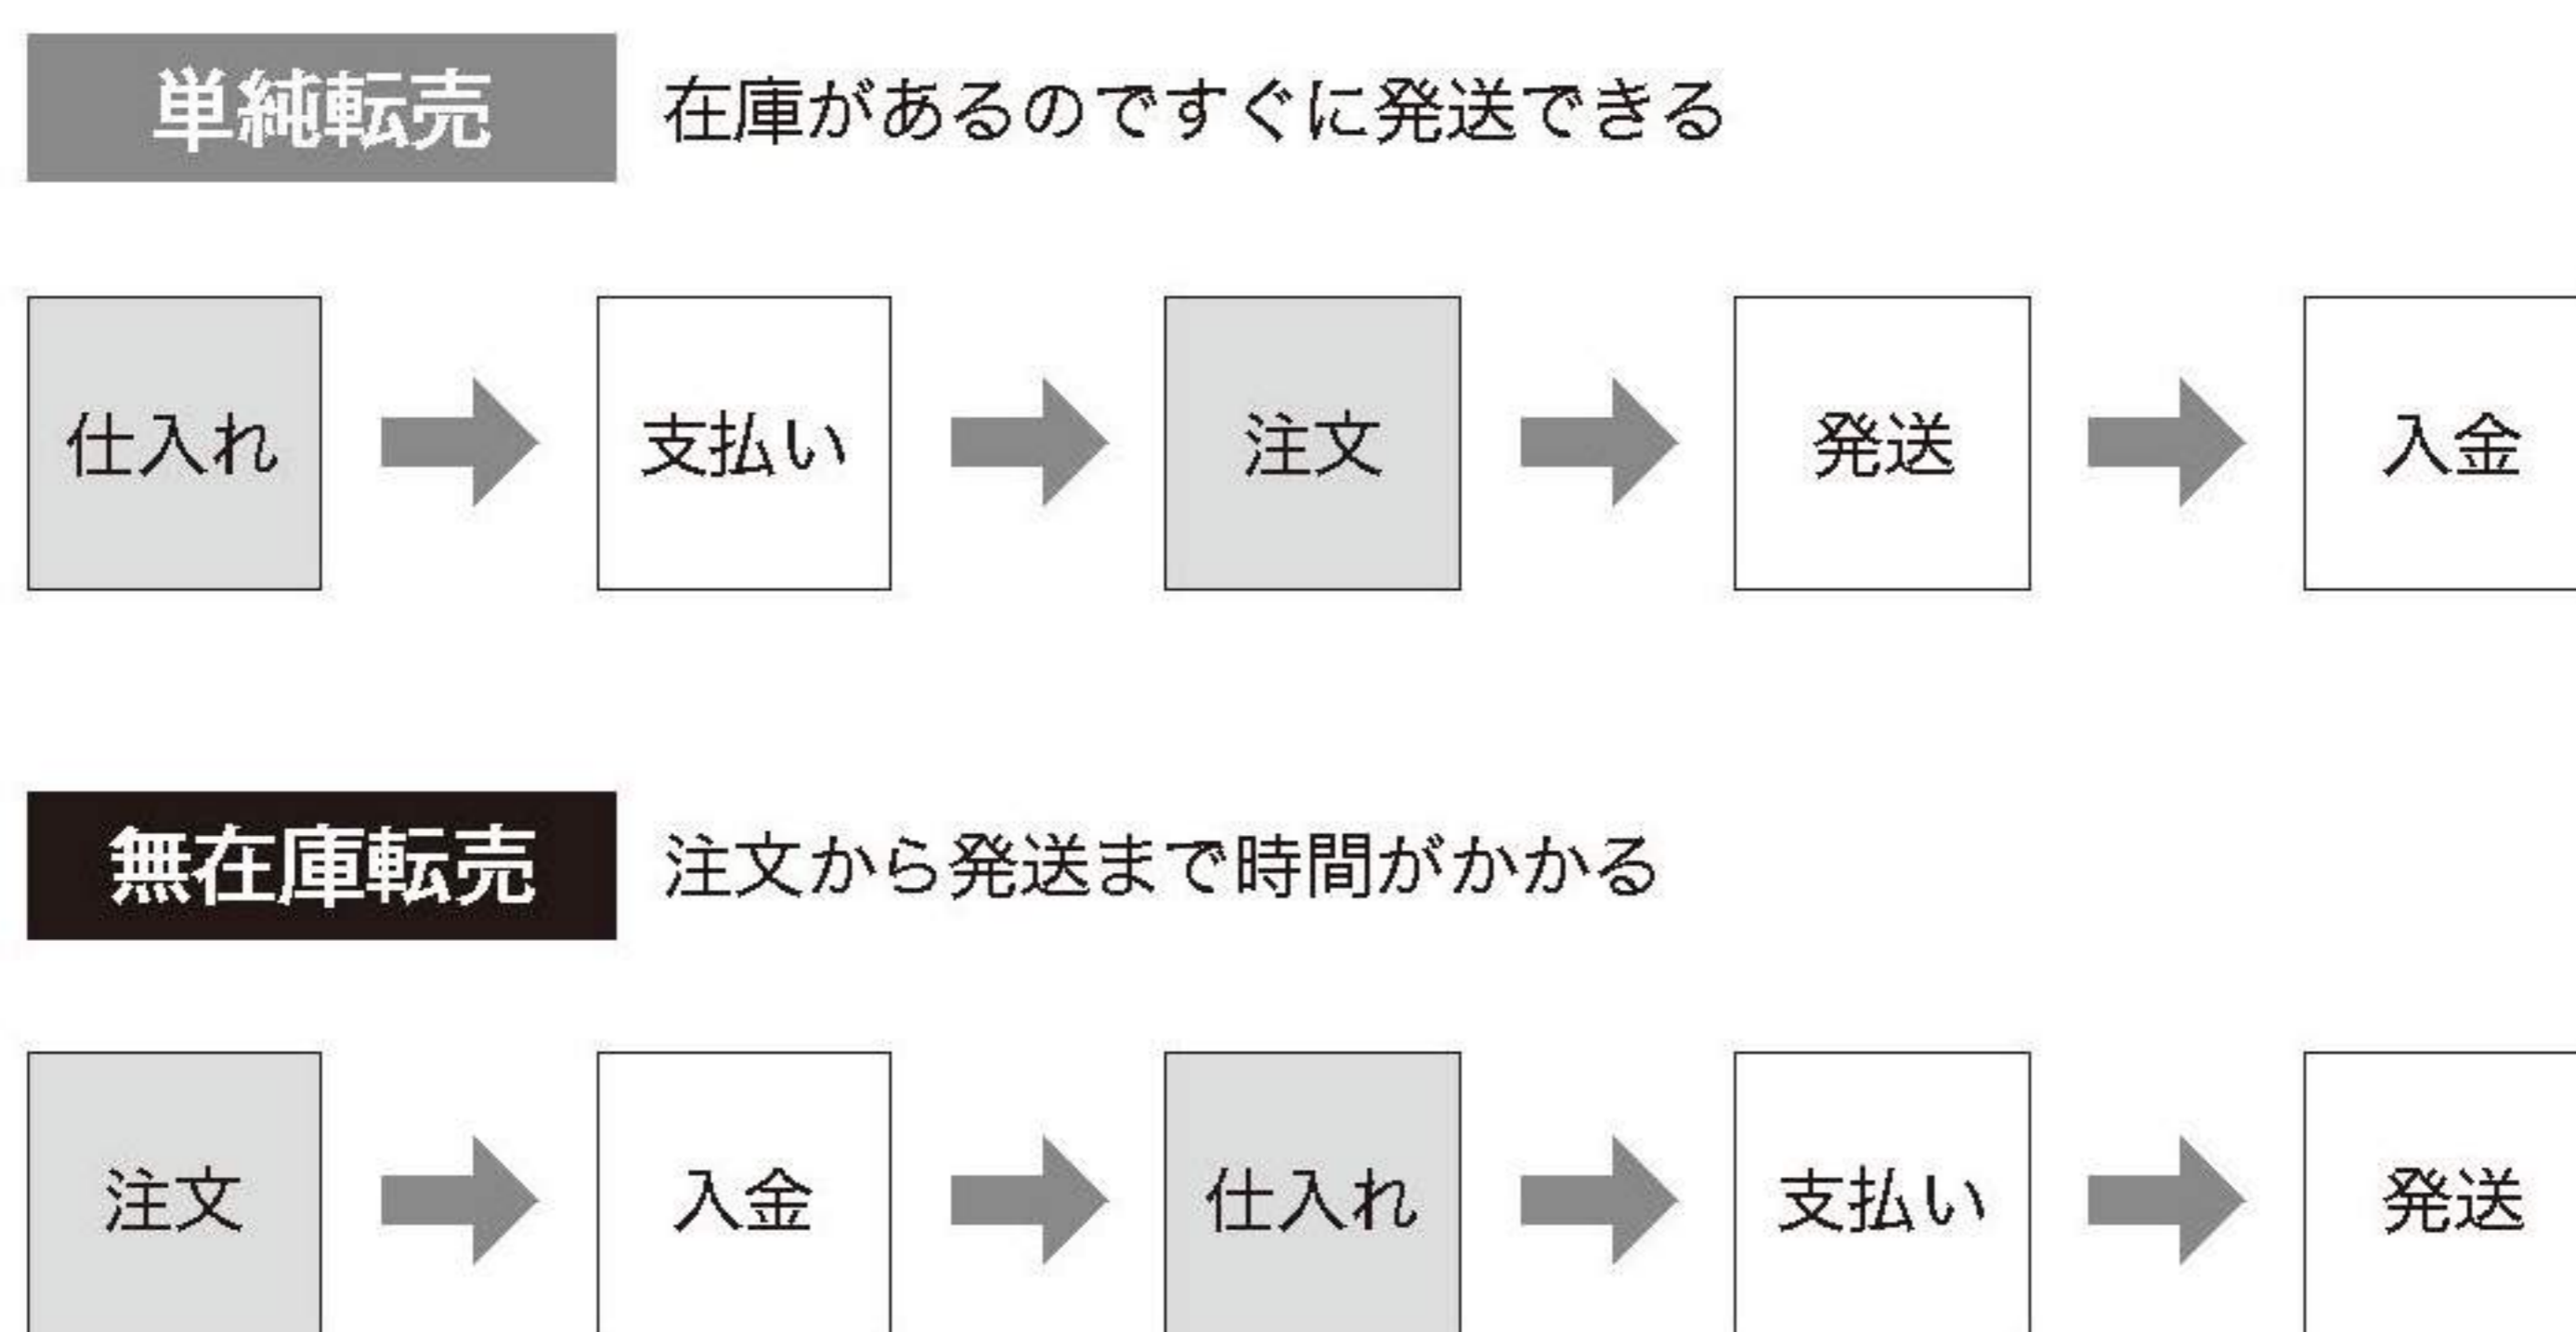 単純転売 在庫があるのですぐに発送できる
仕入れ 支払い 注文 発送 入金
無在庫転売 注文から発送まで時間がかかる
注文 入金 仕入れ 支払い 発送